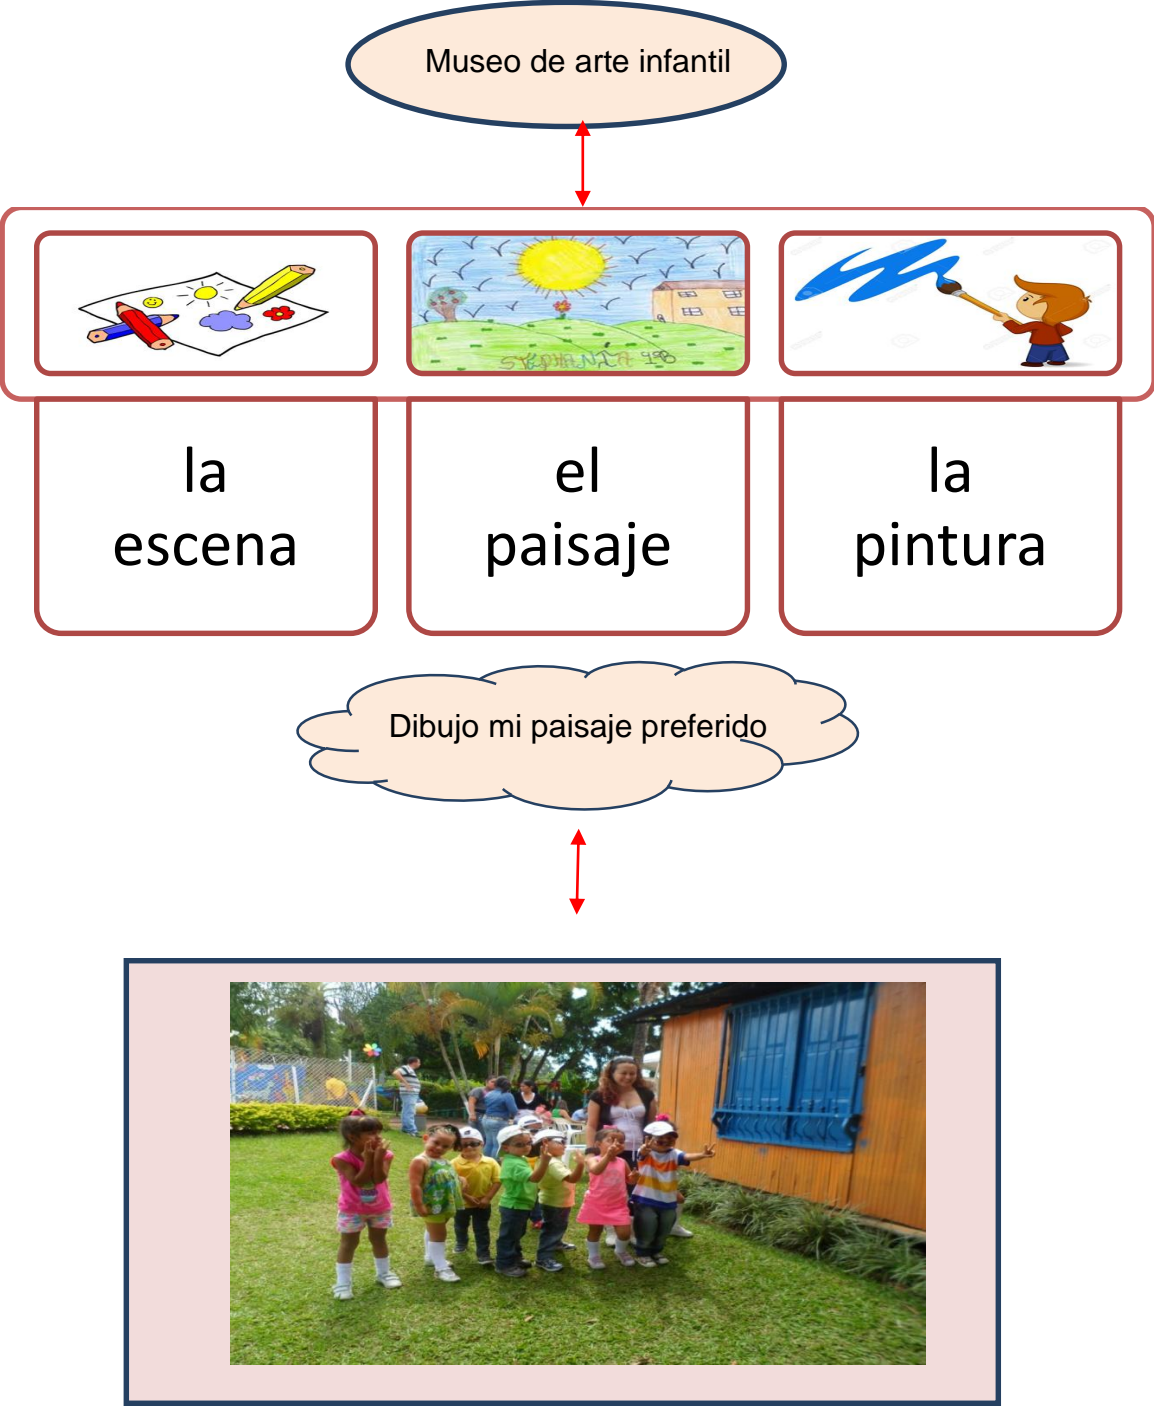 Museo de arte infantil
la
escena
el
paisaje
la
pintura
Dibujo mi paisaje preferido